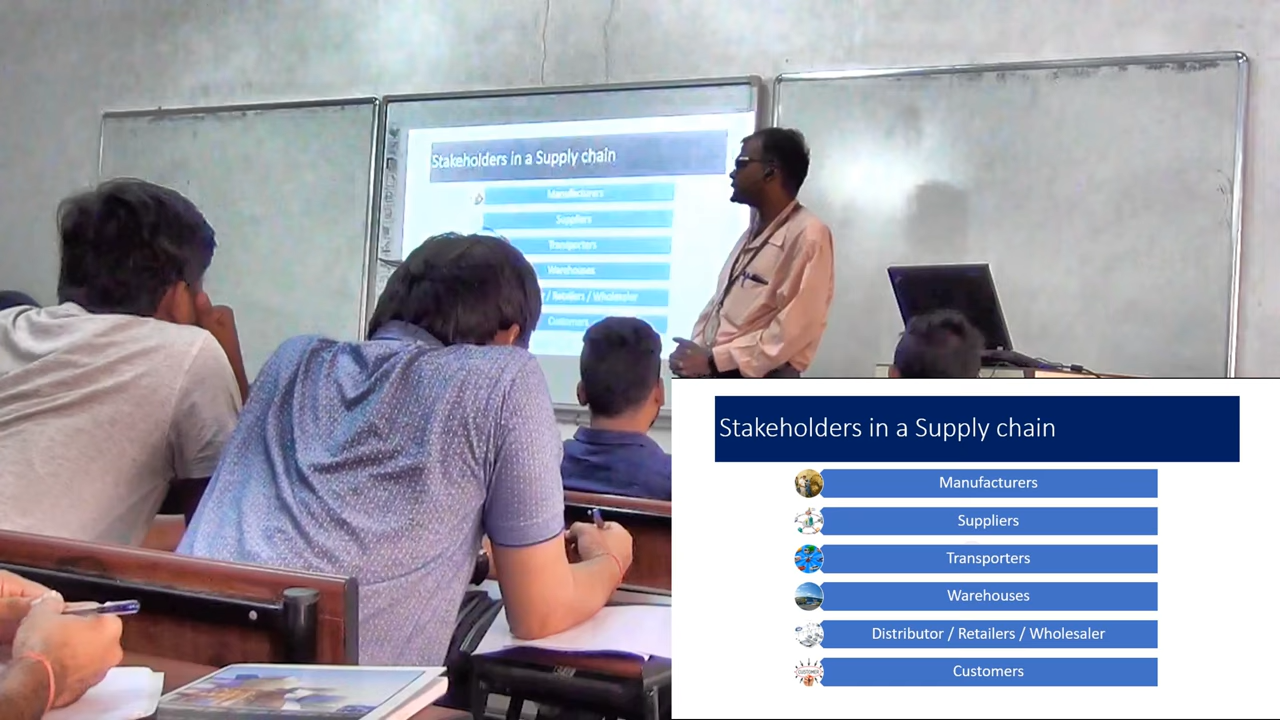 Stakeholders in a Supply chain
Manufacturers
Suppliers
Transporters
Warehouses
/ Retailers / Wholesaler
Customers
Stakeholders in a Supply chain
Manufacturers
Suppliers
Transporters
Warehouses
Distributor / Retailers / Wholesaler
CUSTOMER
Customers